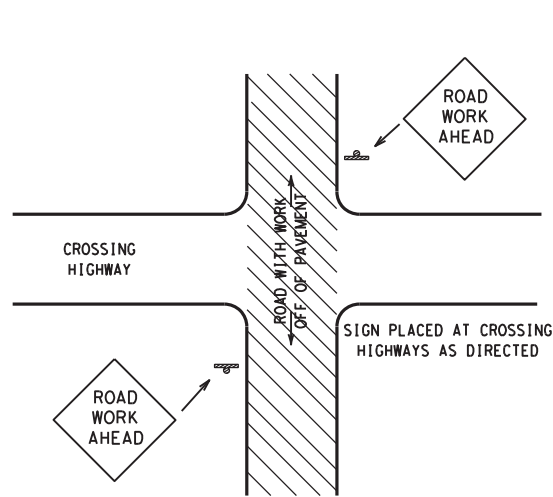 ROAD
WORK
AHEAD
CROSSING
HIGHWAY
ROAD WITH WORK
OFF OF PAVEMENT
SIGN PLACED AT CROSSING
HIGHWAYS AS DIRECTED
ROAD
WORK
AHEAD